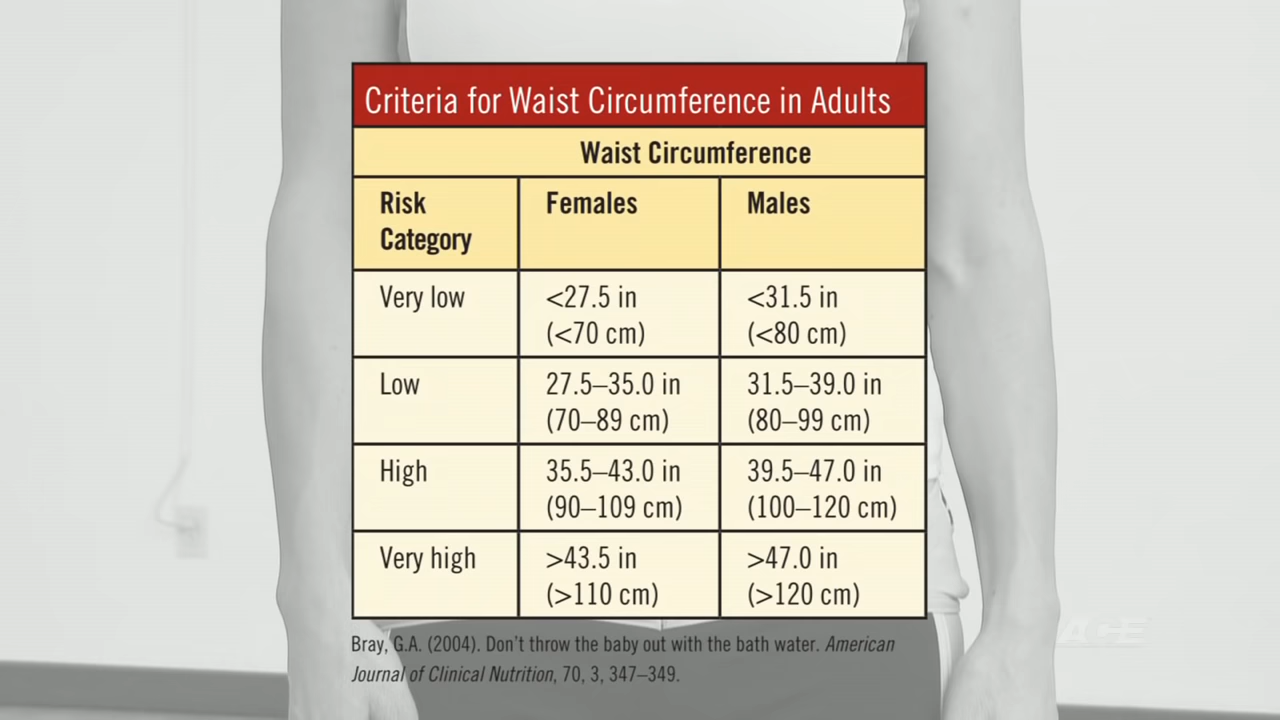 Criteria for Waist Circumference in Adults
Waist Circumference
Risk Category
Females
Males
Very low
<27.5 in
(<70 cm)
<31.5 in
(<80 cm)
Low
27.5–35.0 in
(70–89 cm)
31.5–39.0 in
(80–99 cm)
High
35.5–43.0 in
(90–109 cm)
39.5–47.0 in
(100–120 cm)
Very high
>43.5 in
(>110 cm)
>47.0 in
(>120 cm)
Bray, G.A. (2004). Don’t throw the baby out with the bath water. American
Journal of Clinical Nutrition, 70, 3, 347–349.
ACE